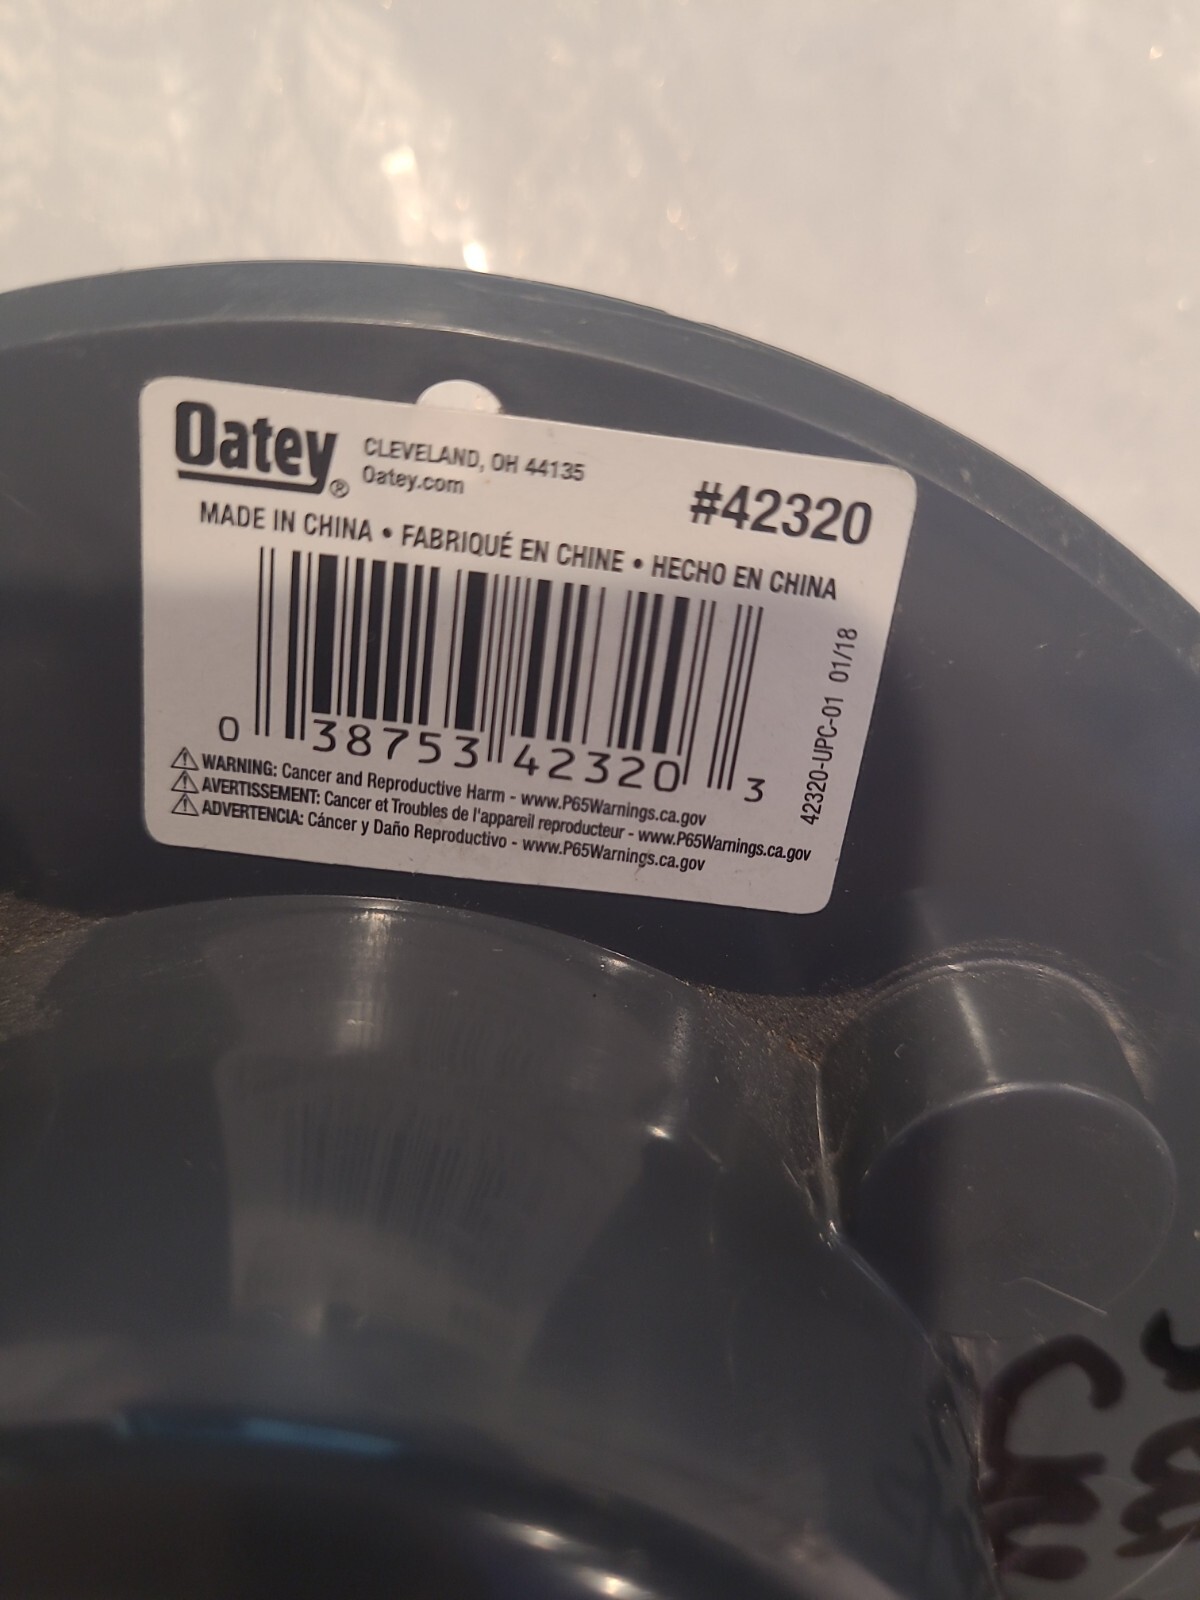 Oatey®
CLEVELAND, OH 44135
Oatey.com
#42320
MADE IN CHINA • FABRIQUÉ EN CHINE • HECHO EN CHINA
0 38753 42320 3
42320-UPC-01 01/18
⚠ WARNING: Cancer and Reproductive Harm - www.P65Warnings.ca.gov
⚠ AVERTISSEMENT: Cancer et Troubles de l'appareil reproducteur - www.P65Warnings.ca.gov
⚠ ADVERTENCIA: Cáncer y Daño Reproductivo - www.P65Warnings.ca.gov